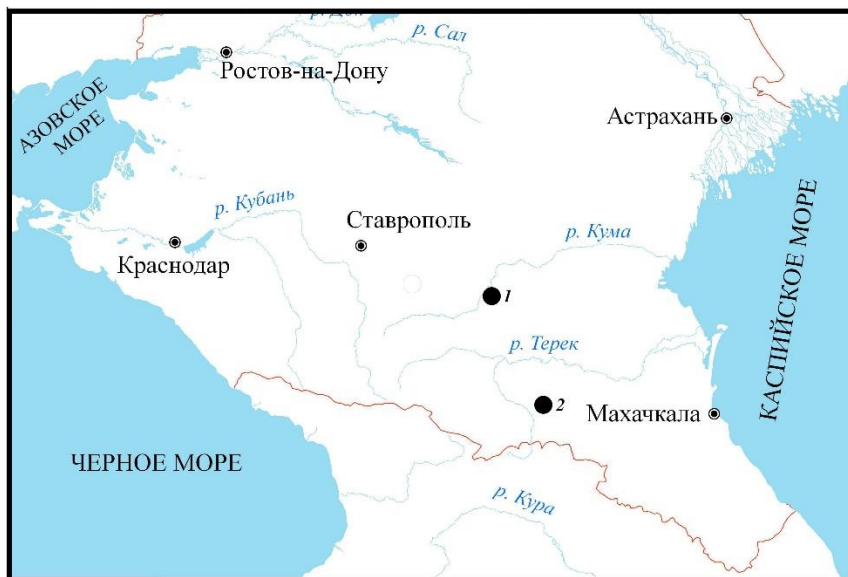 р. Дон
р. Сал
Ростов-на-Дону
АЗОВСКОЕ
МОРЕ
Астрахань
р. Кубань
Ставрополь
р. Кума
Краснодар
1
р. Терек
КАСПИЙСКОЕ МОРЕ
2
Махачкала
ЧЕРНОЕ МОРЕ
р. Кура